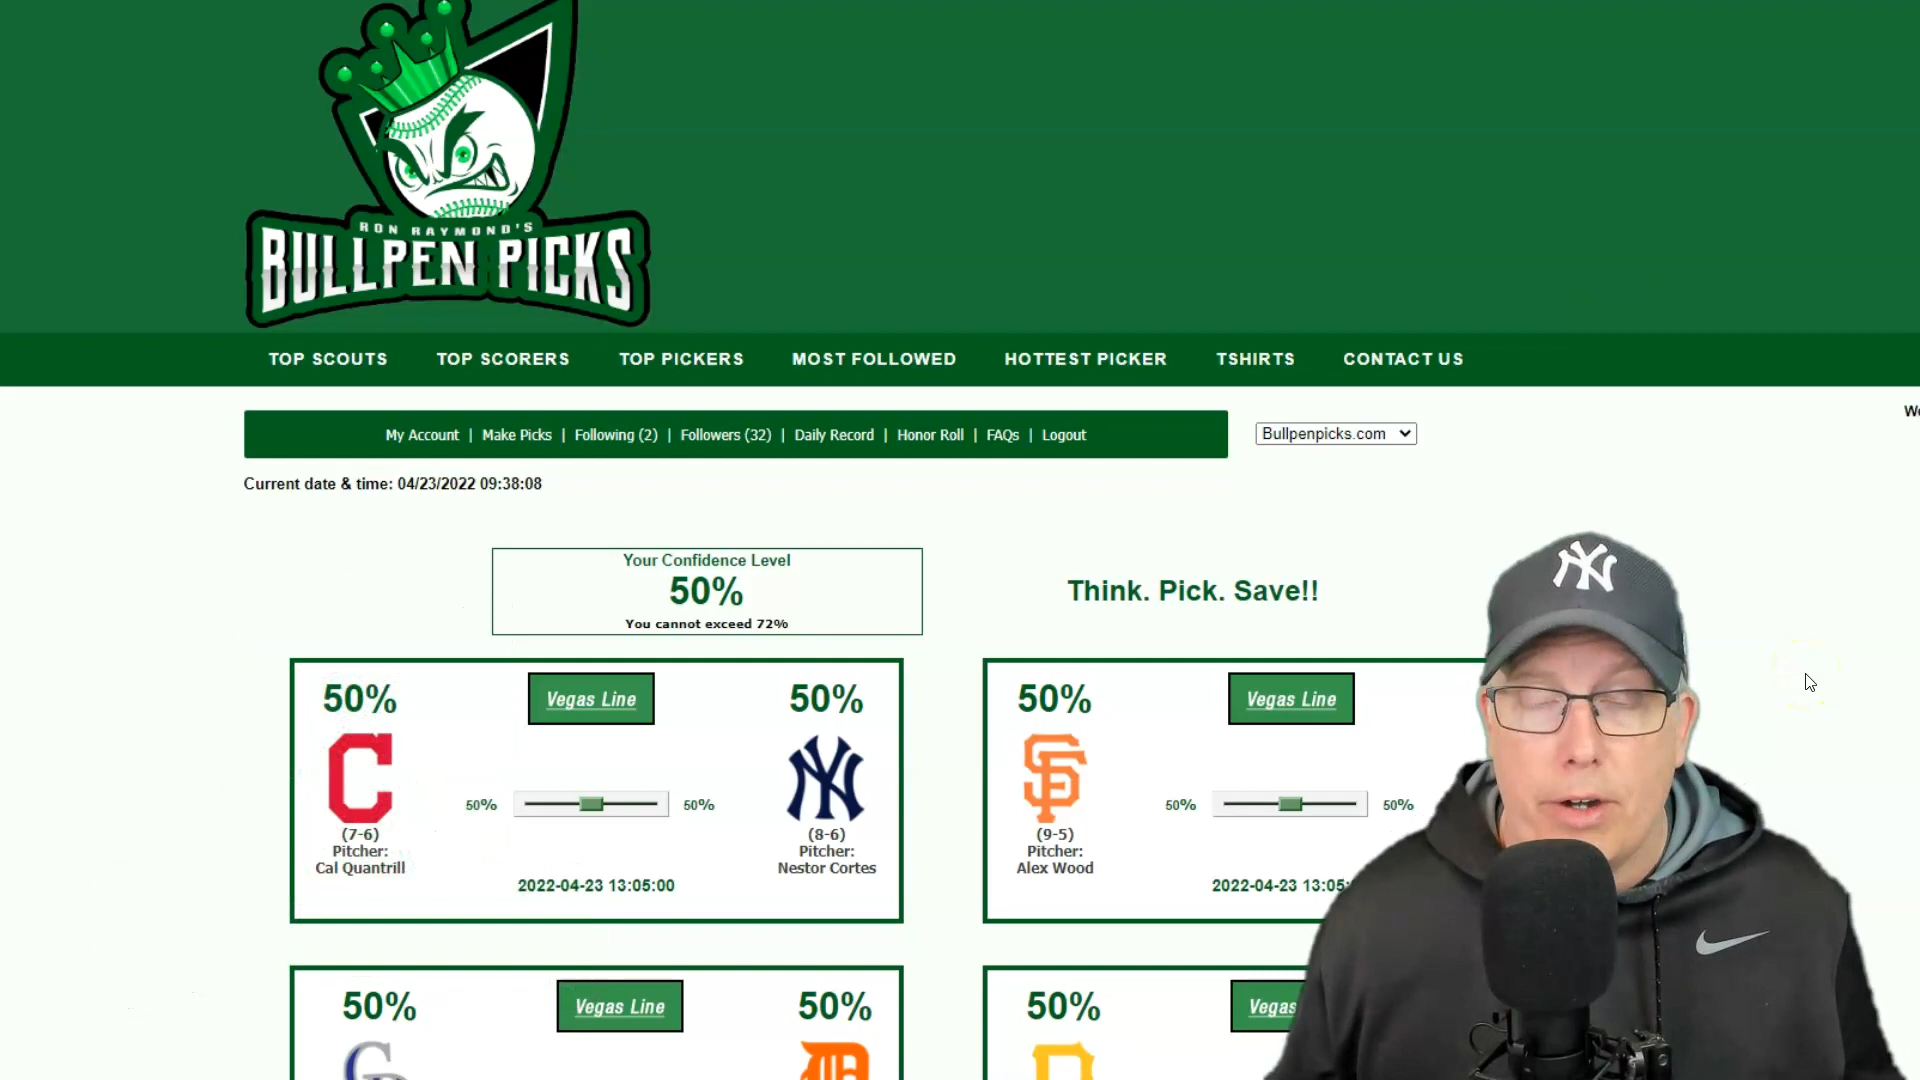 RON RAYMOND'S
BULLPEN PICKS
TOP SCOUTS TOP SCORERS TOP PICKERS MOST FOLLOWED HOTTEST PICKER TSHIRTS CONTACT US
My Account | Make Picks | Following (2) | Followers (32) | Daily Record | Honor Roll | FAQs | Logout
Bullpenpicks.com
Current date & time: 04/23/2022 09:38:08
Your Confidence Level
50%
You cannot exceed 72%
Think. Pick. Save!!
50% Vegas Line 50%
C NY
50% 50%
(7-6) (8-6)
Pitcher: Pitcher:
Cal Quantrill Nestor Cortes
2022-04-23 13:05:00
50% Vegas Line
SF
50% 50%
(9-5)
Pitcher:
Alex Wood
2022-04-23 13:05:
NY
50% Vegas Line 50%
50% Vegas